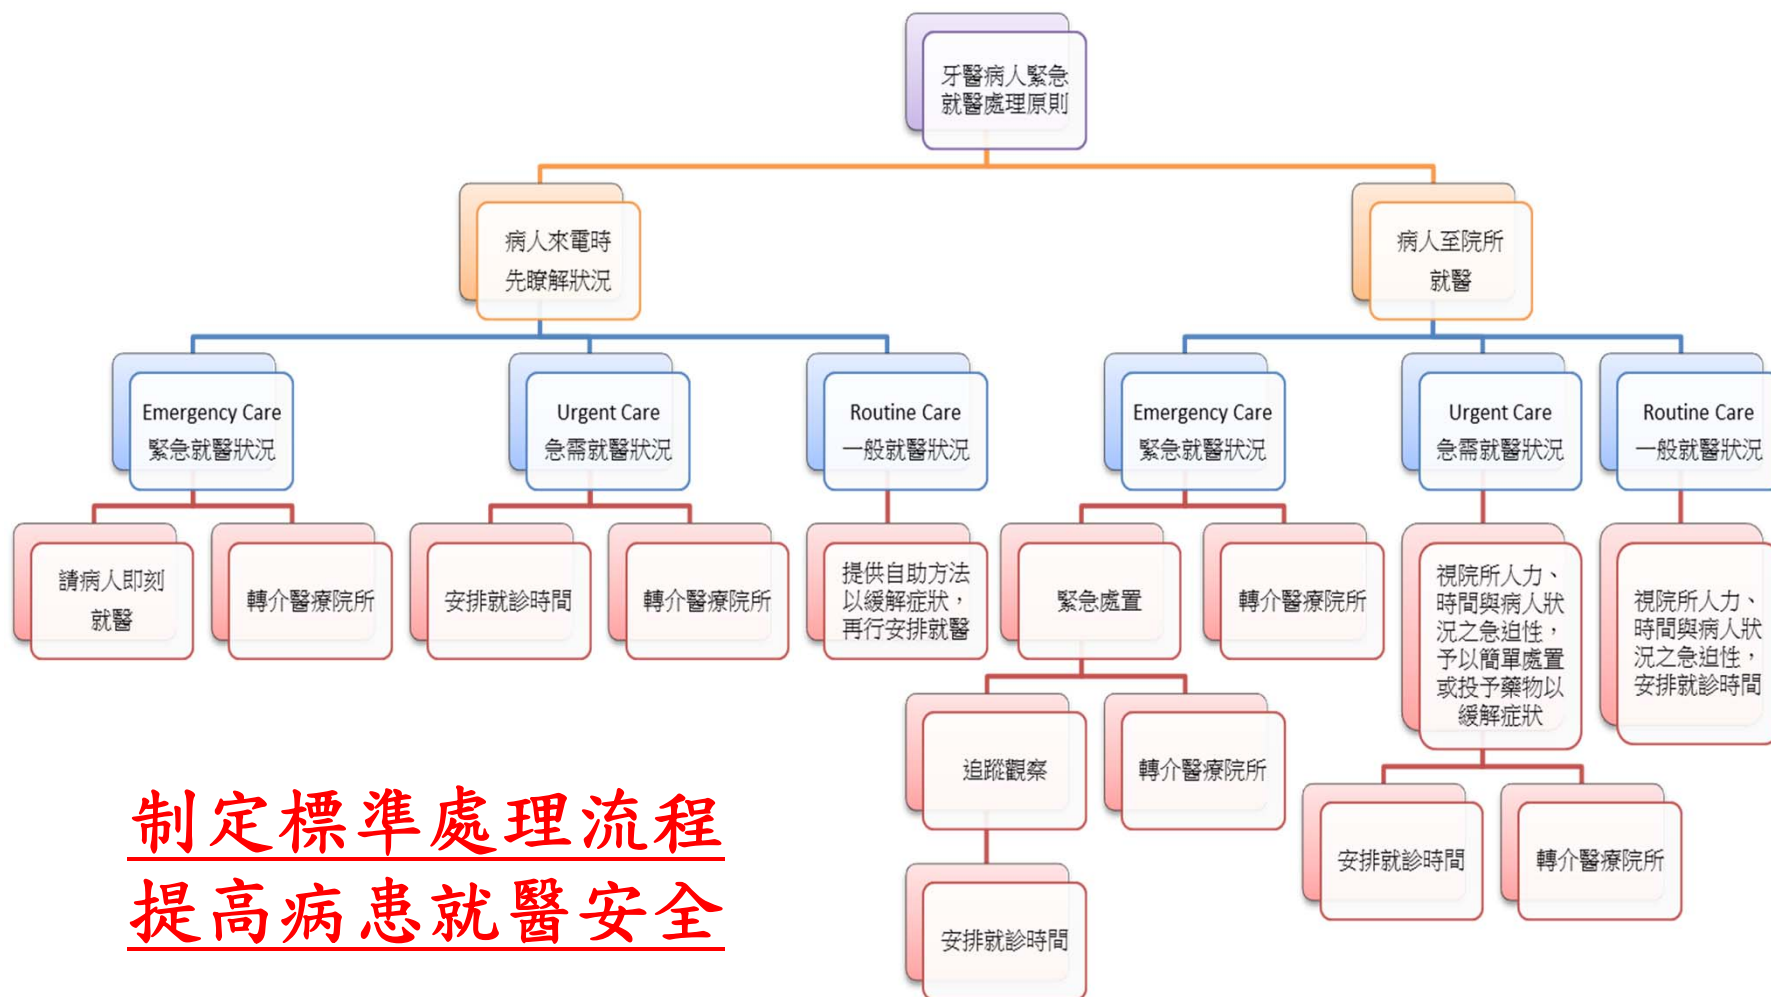 牙醫病人緊急
就醫處理原則
病人來電時
先瞭解狀況
病人至院所
就醫
Emergency Care
緊急就醫狀況
Urgent Care
急需就醫狀況
Routine Care
一般就醫狀況
Emergency Care
緊急就醫狀況
Urgent Care
急需就醫狀況
Routine Care
一般就醫狀況
請病人即刻
就醫
轉介醫療院所
安排就診時間
轉介醫療院所
提供自助方法
以緩解症狀，
再行安排就醫
緊急處置
轉介醫療院所
視院所人力、
時間與病人狀
況之急迫性，
予以簡單處置
或投予藥物以
緩解症狀
視院所人力、
時間與病人狀
況之急迫性，
安排就診時間
追蹤觀察
轉介醫療院所
安排就診時間
轉介醫療院所
安排就診時間
制定標準處理流程
提高病患就醫安全